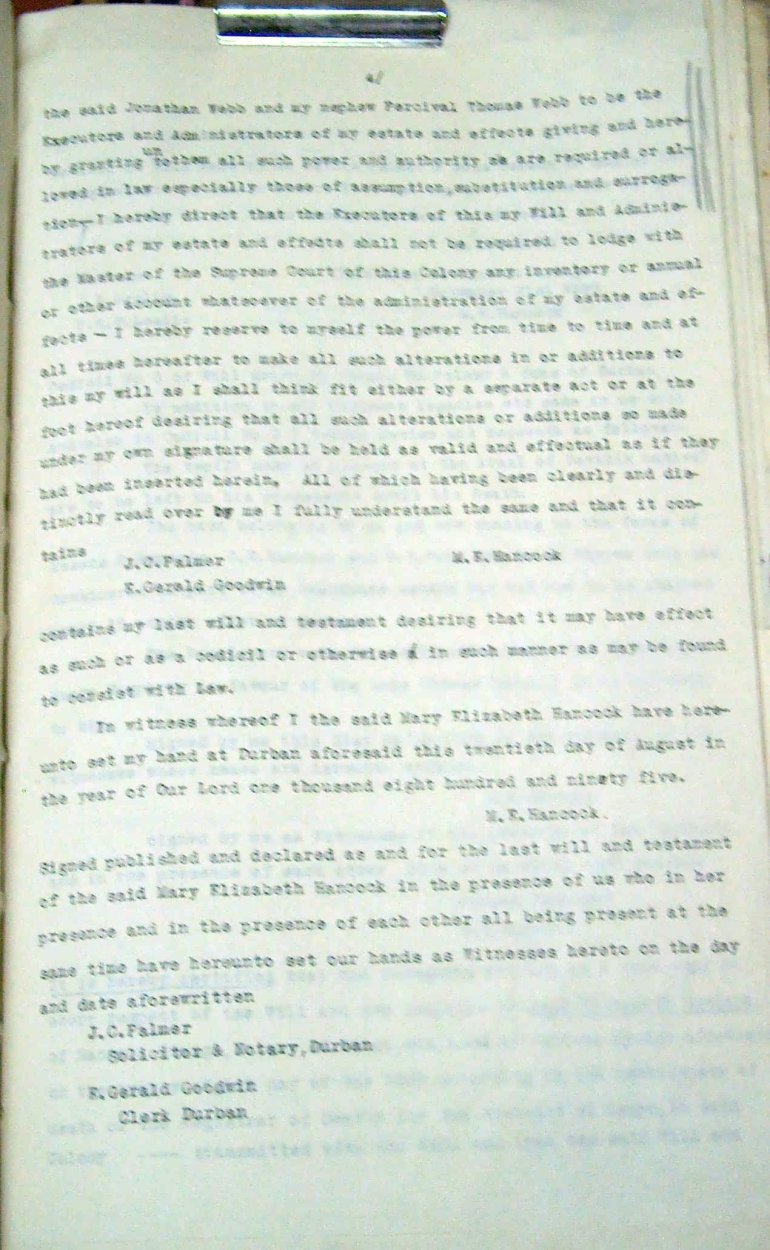 4/
the said Jonathan Webb and my nephew Percival Thomas Webb to be the
Executors and Administrators of my estate and effects giving and here-
by granting untothem all such power and authority as are required or al-
lowed in law especially those of assumption,substitution and surroga-
tion-I hereby direct that the Executors of this my Will and Adminis-
trators of my estate and effedts shall not be required to lodge with
the Master of the Supreme Court of this Colony any inventory or annual
or other account whatsoever of the administration of my estate and ef-
fects - I hereby reserve to myself the power from time to time and at
all times hereafter to make all such alterations in or additions to
this my will as I shall think fit either by a separate act or at the
foot hereof desiring that all such alterations or additions so made
under my own signature shall be held as valid and effectual as if they
had been inserted herein. All of which having been clearly and dis-
tinctly read over by me I fully understand the same and that it con-
tains
J.C.Palmer M.E.Hancock
E.Gerald Goodwin
contains my last will and testament desiring that it may have effect
as such or as a codicil or otherwise in such manner as may be found
to consist with Law.
In witness whereof I the said Mary Elizabeth Hancock have here-
unto set my hand at Durban aforesaid this twentieth day of August in
the year of Our Lord one thousand eight hundred and ninety five.
M.E.Hancock.
Signed published and declared as and for the last will and testament
of the said Mary Elizabeth Hancock in the presence of us who in her
presence and in the presence of each other all being present at the
same time have hereunto set our hands as Witnesses hereto on the day
and date aforewritten
J.C.Palmer
Solicitor & Notary,Durban
E.Gerald Goodwin
Clerk Durban